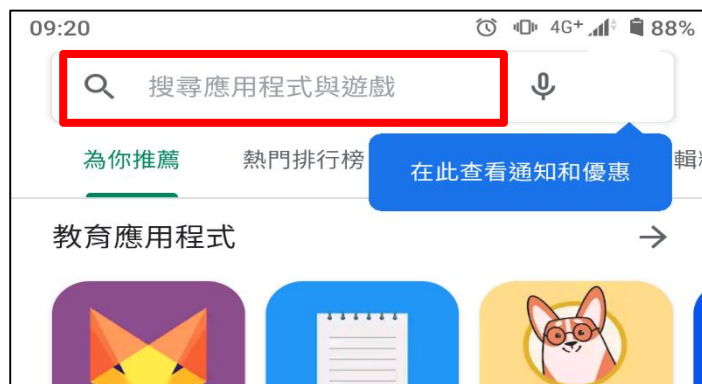 09:20 4G+ 88%
搜尋應用程式與遊戲
為你推薦 熱門排行榜
在此查看通知和優惠
教育應用程式